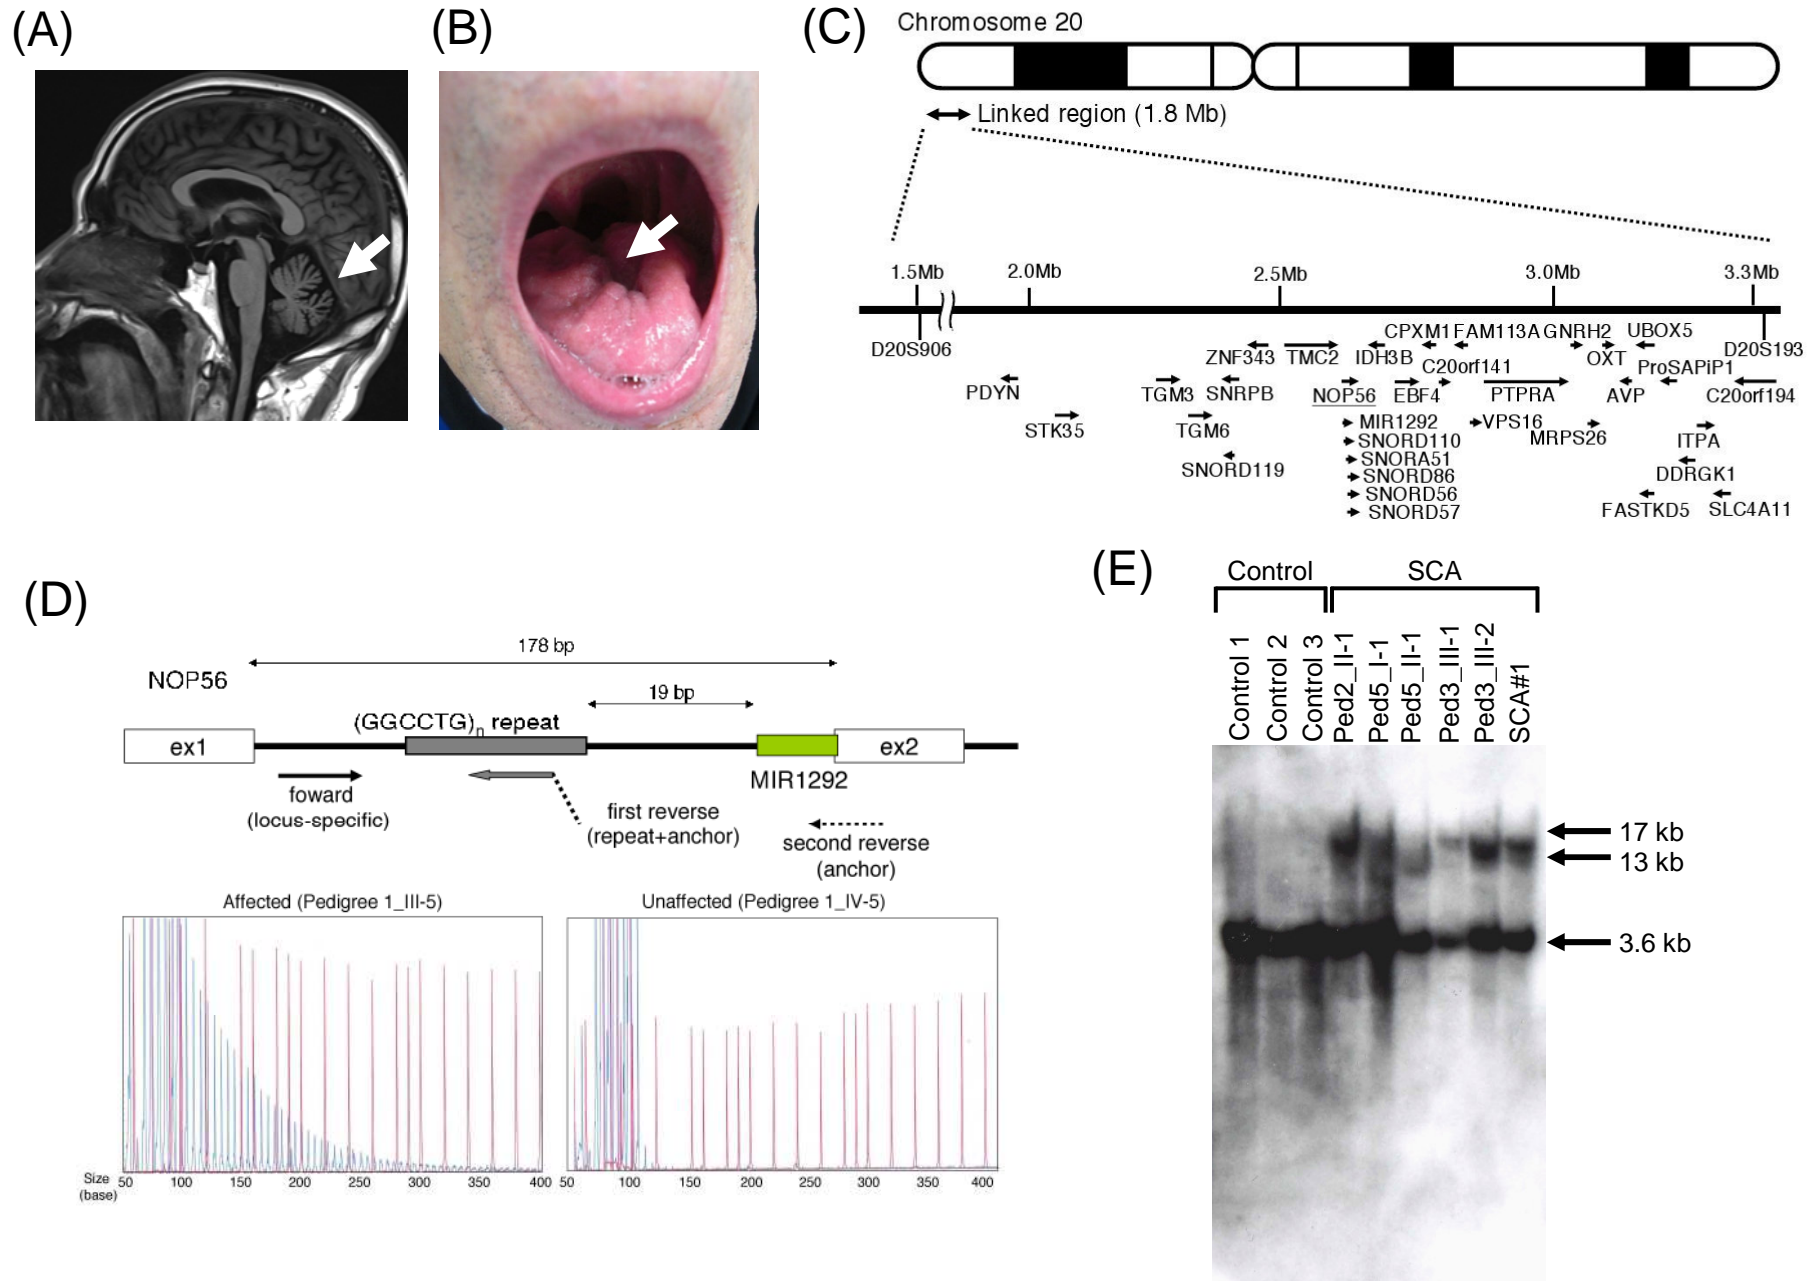 (A)
(B)
(C)
Chromosome 20
Linked region (1.8 Mb)
1.5Mb 2.0Mb 2.5Mb 3.0Mb 3.3Mb
D20S906 D20S193
CPXM1 FAM113A GNRH2 UBOX5
ZNF343 TMC2 IDH3B OXT
C20orf141 ProSAPiP1
PDYN TGM3 SNRPB NOP56 EBF4 PTPRA AVP C20orf194
STK35 TGM6 MIR1292 VPS16 MRPS26 ITPA
SNORD110
SNORD119 SNORA51 DDRGK1
SNORD86
SNORD56
SNORD57 FASTKD5 SLC4A11
(D)
178 bp
NOP56
19 bp
(GGCCTG)n repeat
ex1 ex2
MIR1292
foward
(locus-specific)
first reverse
(repeat+anchor)
second reverse
(anchor)
Affected (Pedigree 1_III-5) Unaffected (Pedigree 1_IV-5)
Size
(base)
50 100 150 200 250 300 350 400 50 100 150 200 250 300 350 400
(E)
Control SCA
Control 1
Control 2
Control 3
Ped2_II-1
Ped5_I-1
Ped5_II-1
Ped3_III-1
Ped3_III-2
SCA#1
17 kb
13 kb
3.6 kb